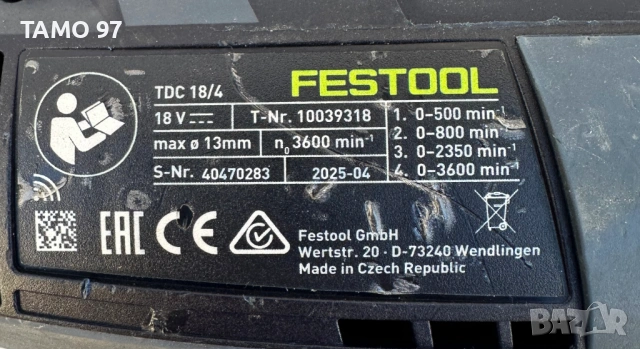 TAMO 97
TDC 18/4
FESTOOL
18 V T-Nr. 10039318
max ø 13mm n₀ 3600 min⁻¹
S-Nr. 40470283 2025-04
1. 0-500 min⁻¹
2. 0-800 min⁻¹
3. 0-2350 min⁻¹
4. 0-3600 min⁻¹
EAC CE
Festool GmbH
Wertstr. 20 · D-73240 Wendlingen
Made in Czech Republic
BAZAR